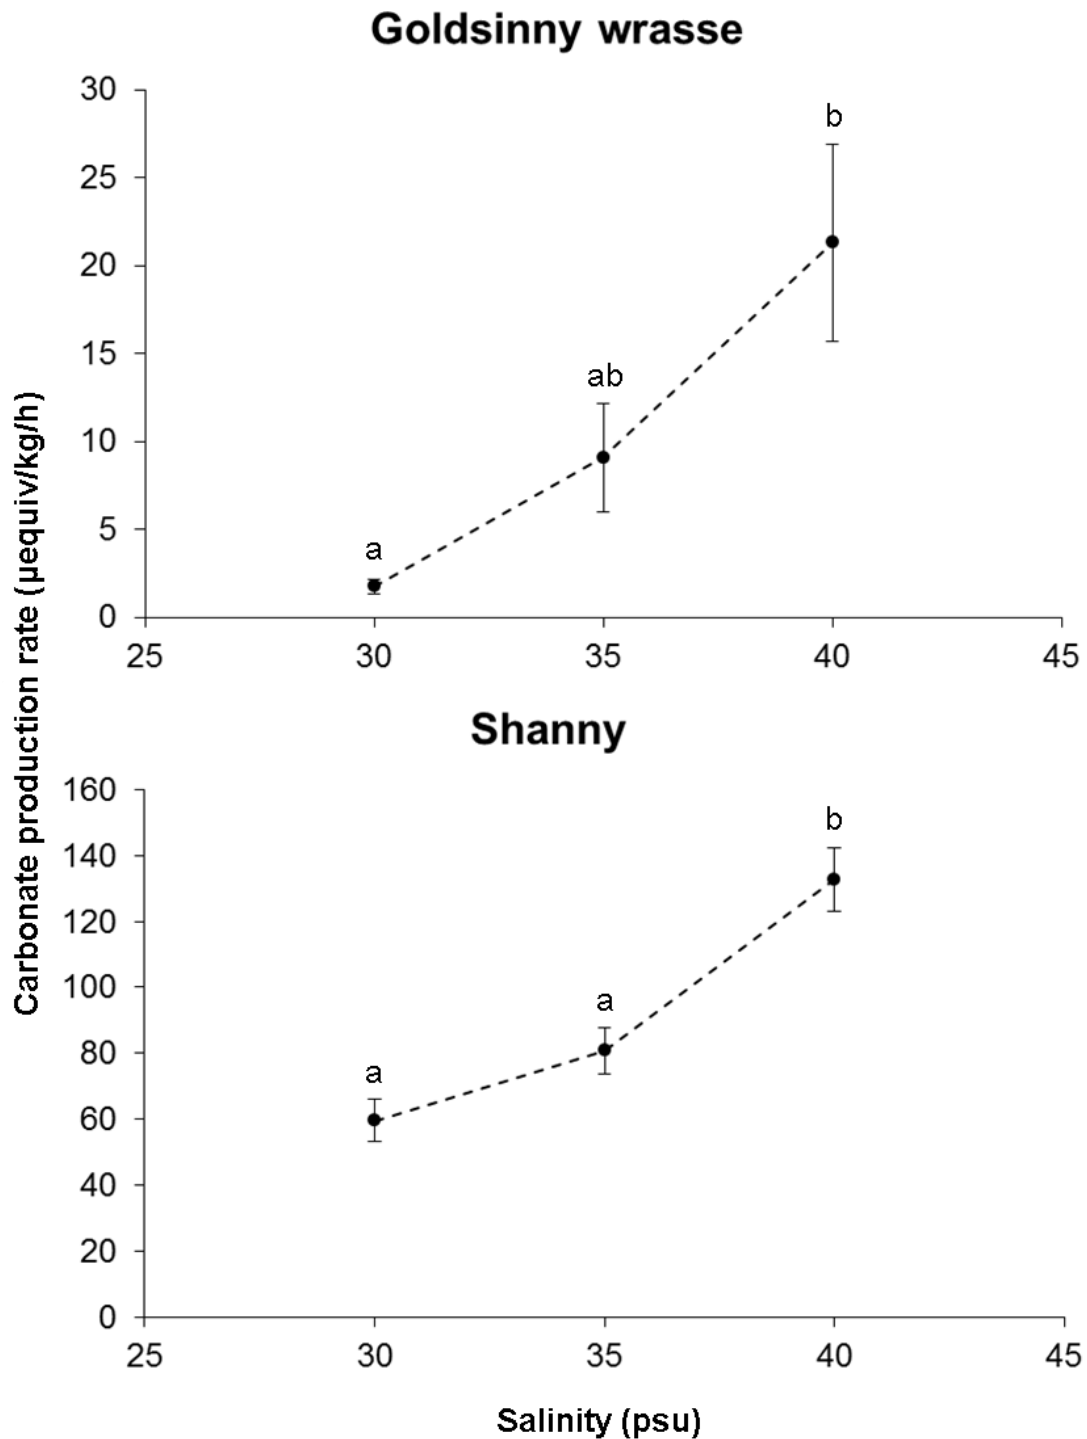 Goldsinny wrasse
30
25
20
15
10
5
0
a
ab
b
25 30 35 40 45
Carbonate production rate (µequiv/kg/h)
Shanny
160
140
120
100
80
60
40
20
0
a
a
b
25 30 35 40 45
Salinity (psu)